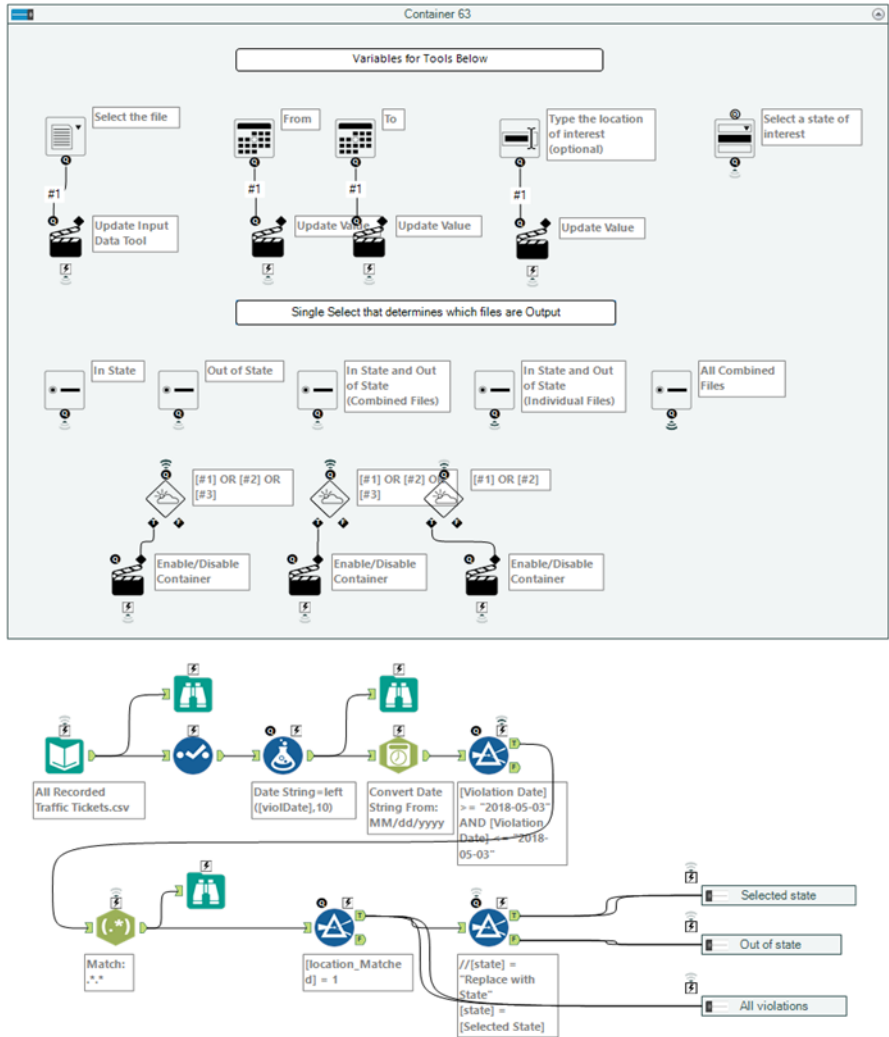 Container 63
Variables for Tools Below
Select the file
From
To
Type the location
of interest
(optional)
Select a state of
interest
#1
#1
#1
#1
Update Input
Data Tool
Update Value
Update Value
Update Value
Single Select that determines which files are Output
In State
Out of State
In State and Out
of State
(Combined Files)
In State and Out
of State
(Individual Files)
All Combined
Files
[#1] OR [#2] OR
[#3]
[#1] OR [#2] OR
[#3]
[#1] OR [#2]
Enable/Disable
Container
Enable/Disable
Container
Enable/Disable
Container
All Recorded
Traffic Tickets.csv
Date String=left
([violDate],10)
Convert Date
String From:
MM/dd/yyyy
[Violation Date]
>= "2018-05-03"
AND [Violation
Date] <= "2018-
05-03"
Match:
.*.*
[location_Matche
d] = 1
//[state] =
"Replace with
State"
[state] =
[Selected State]
Selected state
Out of state
All violations